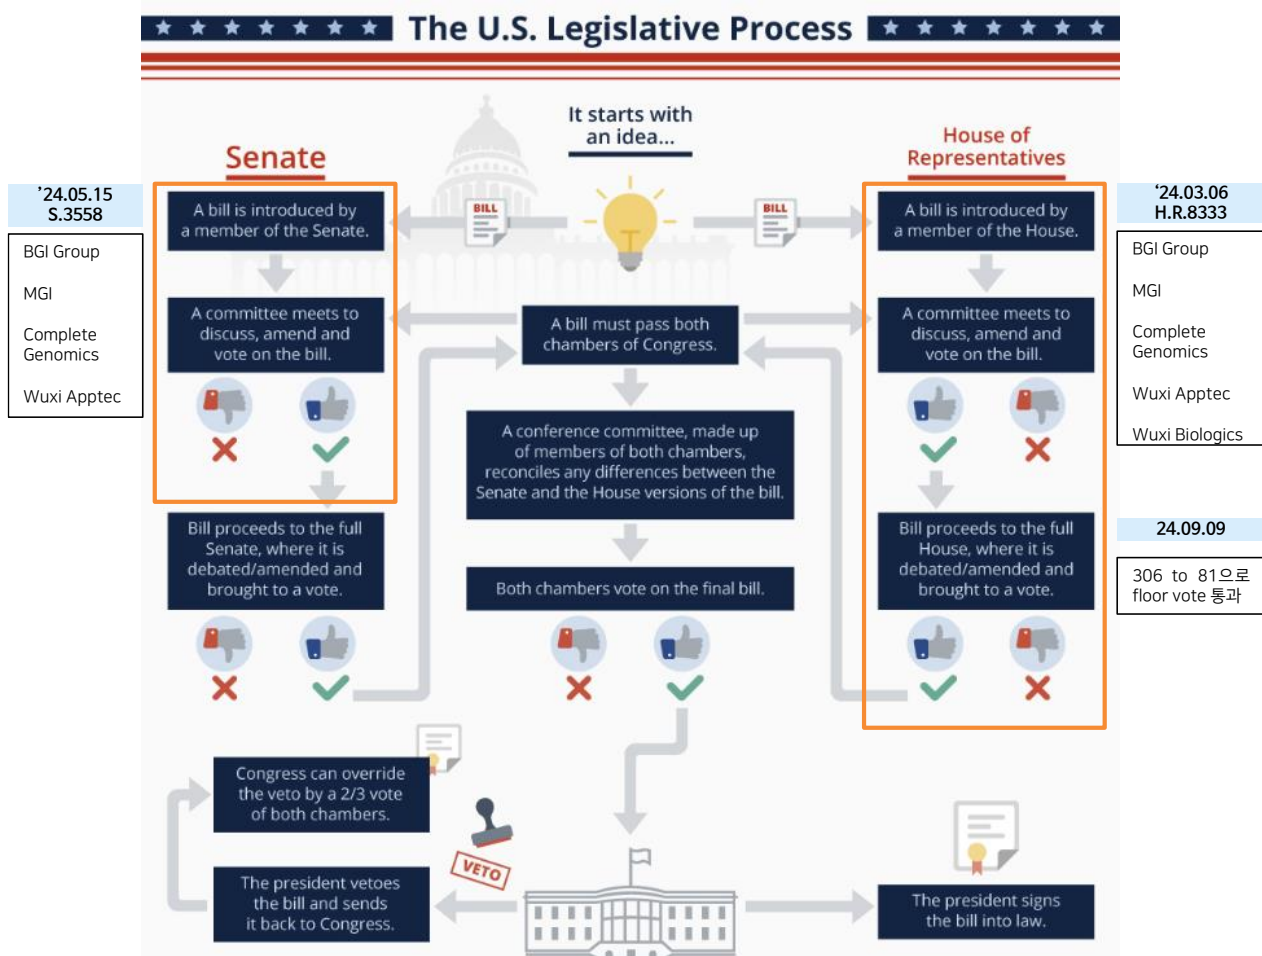 The U.S. Legislative Process
It starts with
an idea...
Senate
House of
Representatives
'24.05.15
S.3558
BGI Group
MGI
Complete
Genomics
Wuxi Apptec
A bill is introduced by
a member of the Senate.
BILL
BILL
A bill is introduced by
a member of the House.
‘24.03.06
H.R.8333
BGI Group
MGI
Complete
Genomics
Wuxi Apptec
Wuxi Biologics
A committee meets to
discuss, amend and
vote on the bill.
A bill must pass both
chambers of Congress.
A committee meets to
discuss, amend and
vote on the bill.
A conference committee, made up
of members of both chambers,
reconciles any differences between the
Senate and the House versions of the bill.
Bill proceeds to the full
Senate, where it is
debated/amended and
brought to a vote.
Both chambers vote on the final bill.
Bill proceeds to the full
House, where it is
debated/amended and
brought to a vote.
24.09.09
306 to 81으로
floor vote 통과
Congress can override
the veto by a 2/3 vote
of both chambers.
VETO
The president vetoes
the bill and sends
it back to Congress.
The president signs
the bill into law.